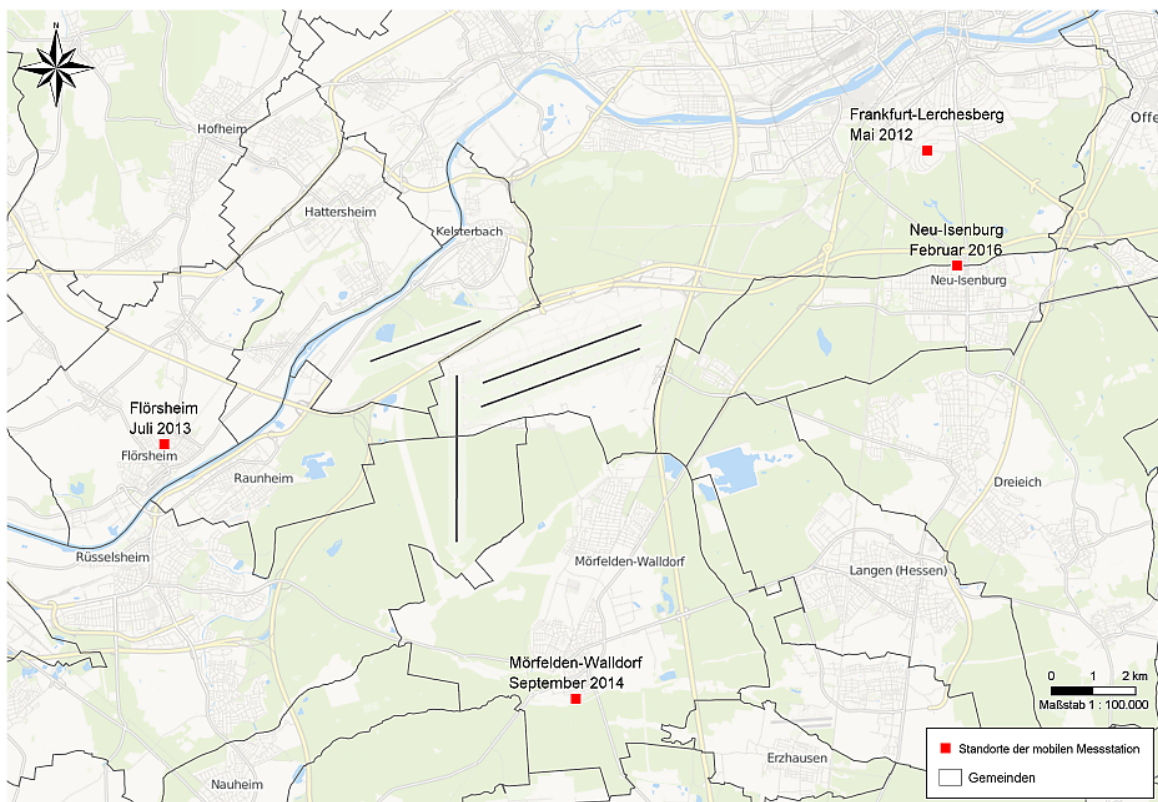 N
Hofheim
Frankfurt-Lerchesberg
Mai 2012
Offe
Hattersheim
Kelsterbach
Neu-Isenburg
Februar 2016
Neu-Isenburg
Flörsheim
Juli 2013
Flörsheim
Raunheim
Dreieich
Rüsselsheim
Mörfelden-Walldorf
Langen (Hessen)
Mörfelden-Walldorf
September 2014
0 1 2 km
Maßstab 1 : 100.000
Erzhausen
Nauheim
Standorte der mobilen Messstation
Gemeinden